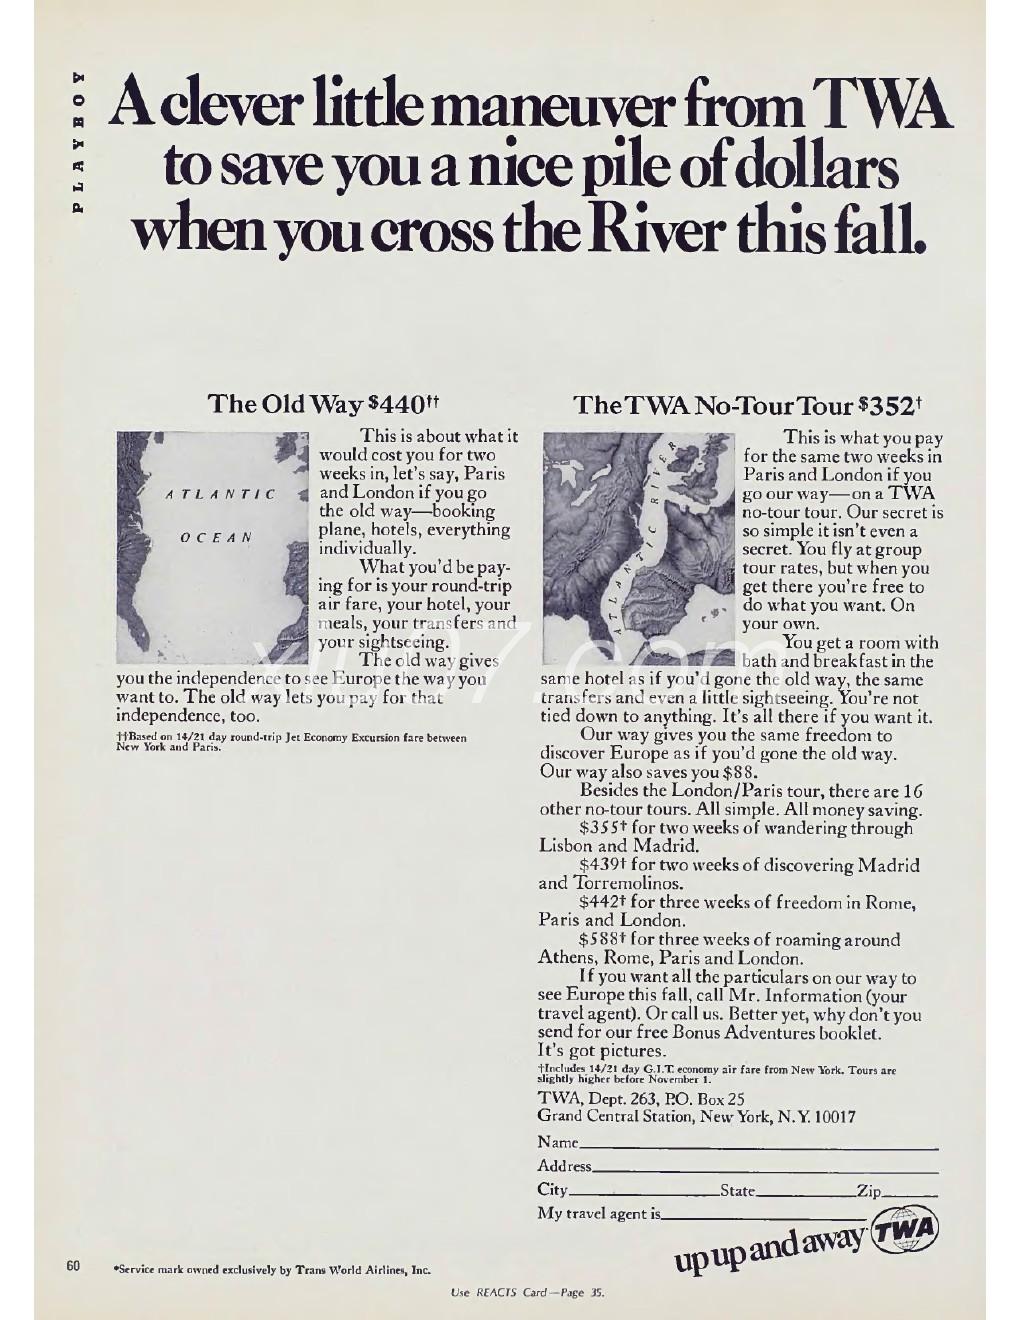 PLAYBOY
A clever little maneuver from TWA
to save you a nice pile of dollars
when you cross the River this fall.
The Old Way $440††
ATLANTIC
OCEAN
This is about what it
would cost you for two
weeks in, let's say, Paris
and London if you go
the old way—booking
plane, hotels, everything
individually.
What you'd be pay-
ing for is your round-trip
air fare, your hotel, your
meals, your transfers and
your sightseeing.
The old way gives
you the independence to see Europe the way you
want to. The old way lets you pay for that
independence, too.
††Based on 14/21 day round-trip Jet Economy Excursion fare between
New York and Paris.
The TWA No-Tour Tour $352†
ATLANTIC RIVER
This is what you pay
for the same two weeks in
Paris and London if you
go our way—on a TWA
no-tour tour. Our secret is
so simple it isn't even a
secret. You fly at group
tour rates, but when you
get there you're free to
do what you want. On
your own.
You get a room with
bath and breakfast in the
same hotel as if you'd gone the old way, the same
transfers and even a little sightseeing. You're not
tied down to anything. It's all there if you want it.
Our way gives you the same freedom to
discover Europe as if you'd gone the old way.
Our way also saves you $88.
Besides the London/Paris tour, there are 16
other no-tour tours. All simple. All money saving.
$355† for two weeks of wandering through
Lisbon and Madrid.
$439† for two weeks of discovering Madrid
and Torremolinos.
$442† for three weeks of freedom in Rome,
Paris and London.
$588† for three weeks of roaming around
Athens, Rome, Paris and London.
If you want all the particulars on our way to
see Europe this fall, call Mr. Information (your
travel agent). Or call us. Better yet, why don't you
send for our free Bonus Adventures booklet.
It's got pictures.
†Includes 14/21 day G.I.T. economy air fare from New York. Tours are
slightly higher before November 1.
TWA, Dept. 263, P.O. Box 25
Grand Central Station, New York, N.Y. 10017
Name
Address
City State Zip
My travel agent is
up up and away* TWA
60
*Service mark owned exclusively by Trans World Airlines, Inc.
Use REACTS Card—Page 35.